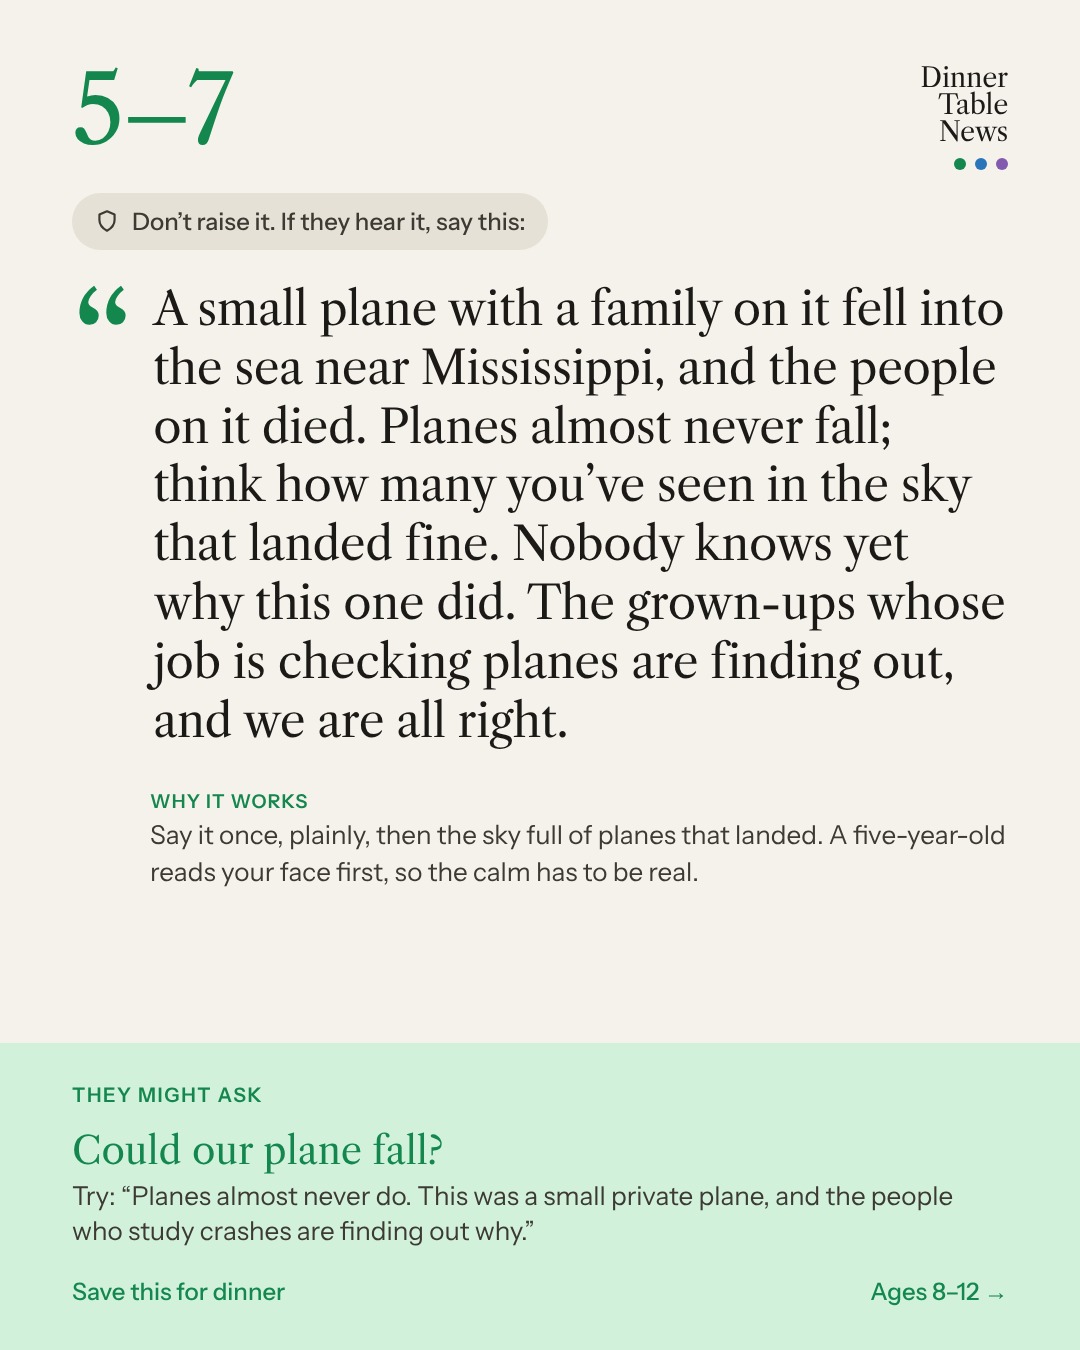 5–7
Dinner
Table
News
Don’t raise it. If they hear it, say this:
“A small plane with a family on it fell into
the sea near Mississippi, and the people
on it died. Planes almost never fall;
think how many you’ve seen in the sky
that landed fine. Nobody knows yet
why this one did. The grown-ups whose
job is checking planes are finding out,
and we are all right.
WHY IT WORKS
Say it once, plainly, then the sky full of planes that landed. A five-year-old
reads your face first, so the calm has to be real.
THEY MIGHT ASK
Could our plane fall?
Try: “Planes almost never do. This was a small private plane, and the people
who study crashes are finding out why.”
Save this for dinner
Ages 8–12 →